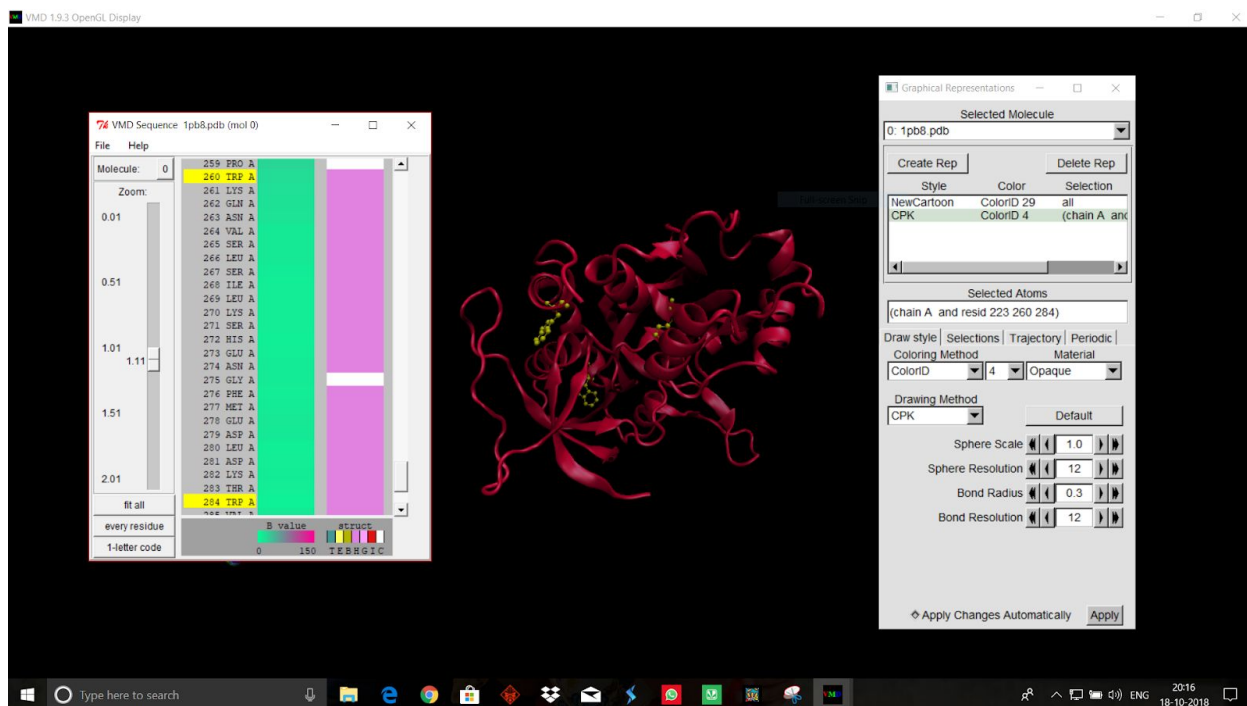 VMD 1.9.3 OpenGL Display
VMD Sequence 1pb8.pdb (mol 0)
File Help
Molecule: 0
Zoom:
0.01
0.51
1.01
1.11
1.51
2.01
fit all
every residue
1-letter code
259 PRO A
260 TRP A
261 LYS A
262 GLN A
263 ASN A
264 VAL A
265 SER A
266 LEU A
267 SER A
268 ILE A
269 LEU A
270 LYS A
271 SER A
272 HIS A
273 GLU A
274 ASN A
275 GLY A
276 PHE A
277 MET A
278 GLU A
279 ASP A
280 LEU A
281 ASP A
282 LYS A
283 THR A
284 TRP A
B value struct
0 150 T E B H G I C
Full-screen Snip
Graphical Representations
Selected Molecule
0: 1pb8.pdb
Create Rep Delete Rep
Style Color Selection
NewCartoon ColorID 29 all
CPK ColorID 4 (chain A and
Selected Atoms
(chain A and resid 223 260 284)
Draw style Selections Trajectory Periodic
Coloring Method Material
ColorID 4 Opaque
Drawing Method
CPK Default
Sphere Scale 1.0
Sphere Resolution 12
Bond Radius 0.3
Bond Resolution 12
Apply Changes Automatically Apply
Type here to search
ENG
20:16
18-10-2018